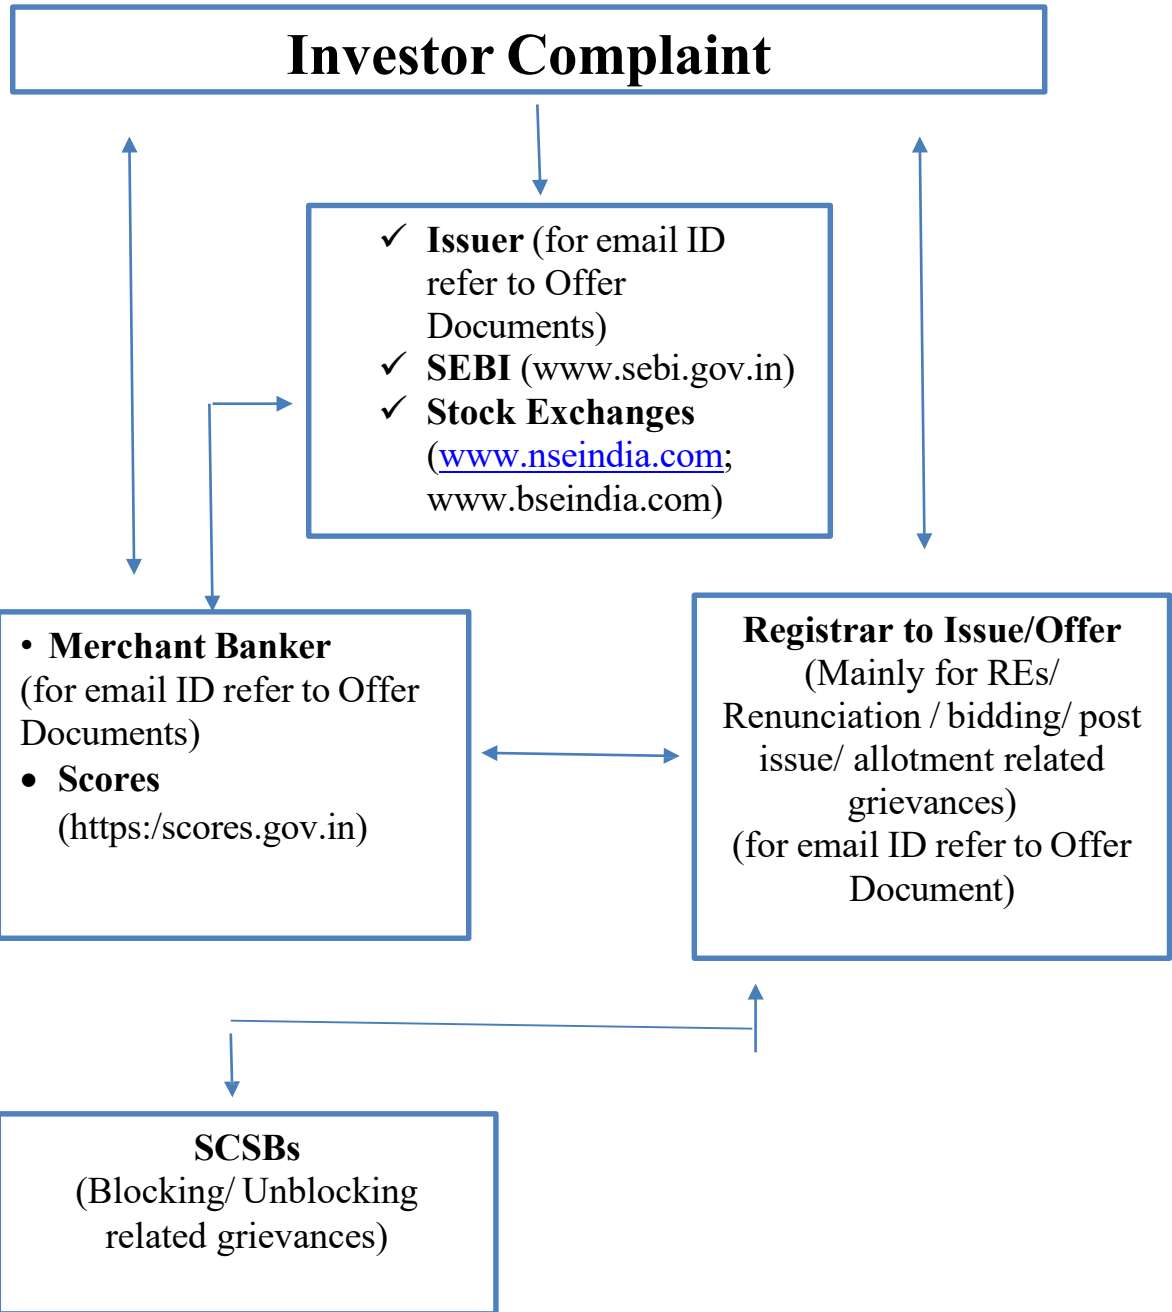 Investor Complaint
✓ Issuer (for email ID
refer to Offer
Documents)
✓ SEBI (www.sebi.gov.in)
✓ Stock Exchanges
(www.nseindia.com;
www.bseindia.com)
• Merchant Banker
(for email ID refer to Offer
Documents)
• Scores
(https:/scores.gov.in)
Registrar to Issue/Offer
(Mainly for REs/
Renunciation / bidding/ post
issue/ allotment related
grievances)
(for email ID refer to Offer
Document)
SCSBs
(Blocking/ Unblocking
related grievances)